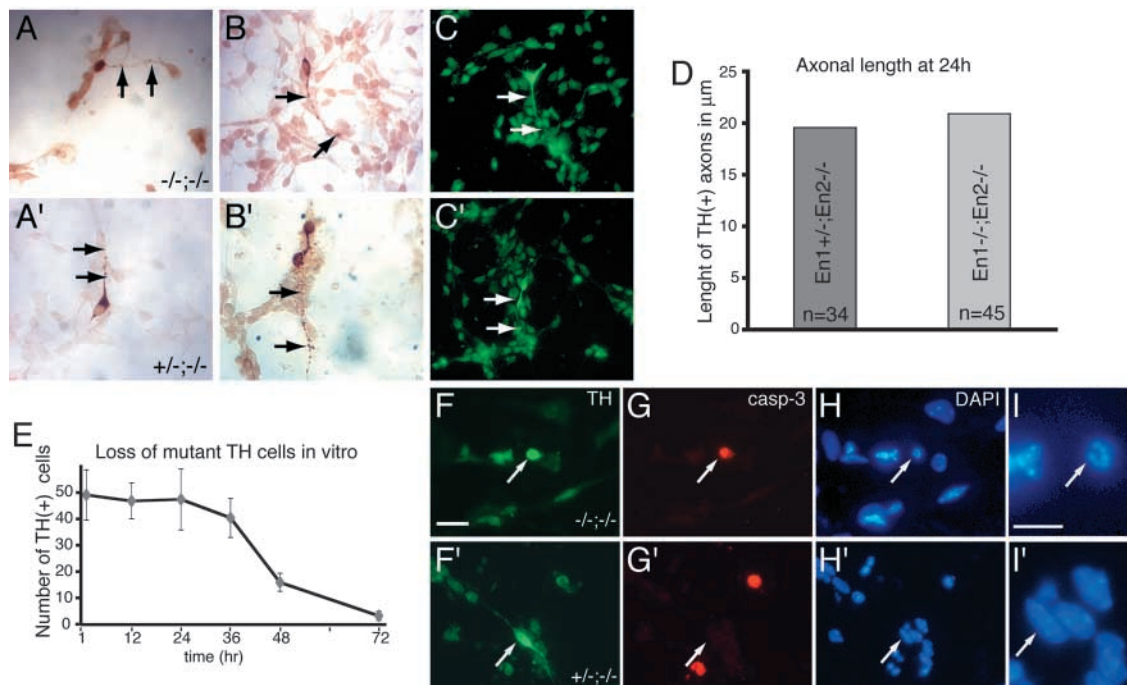 A
-/-;-/-
B
C
A'
+/-;-/-
B'
C'
D
Axonal length at 24h
Lenght of TH(+) axons in μm
25
20
15
10
5
0
En1+/-;En2-/-
n=34
En1-/-;En2-/-
n=45
E
Loss of mutant TH cells in vitro
Number of TH(+) cells
50
40
30
20
10
0
1 12 24 36 48 72
time (hr)
F
TH
-/-;-/-
G
casp-3
H
DAPI
I
F'
+/-;-/-
G'
H'
I'